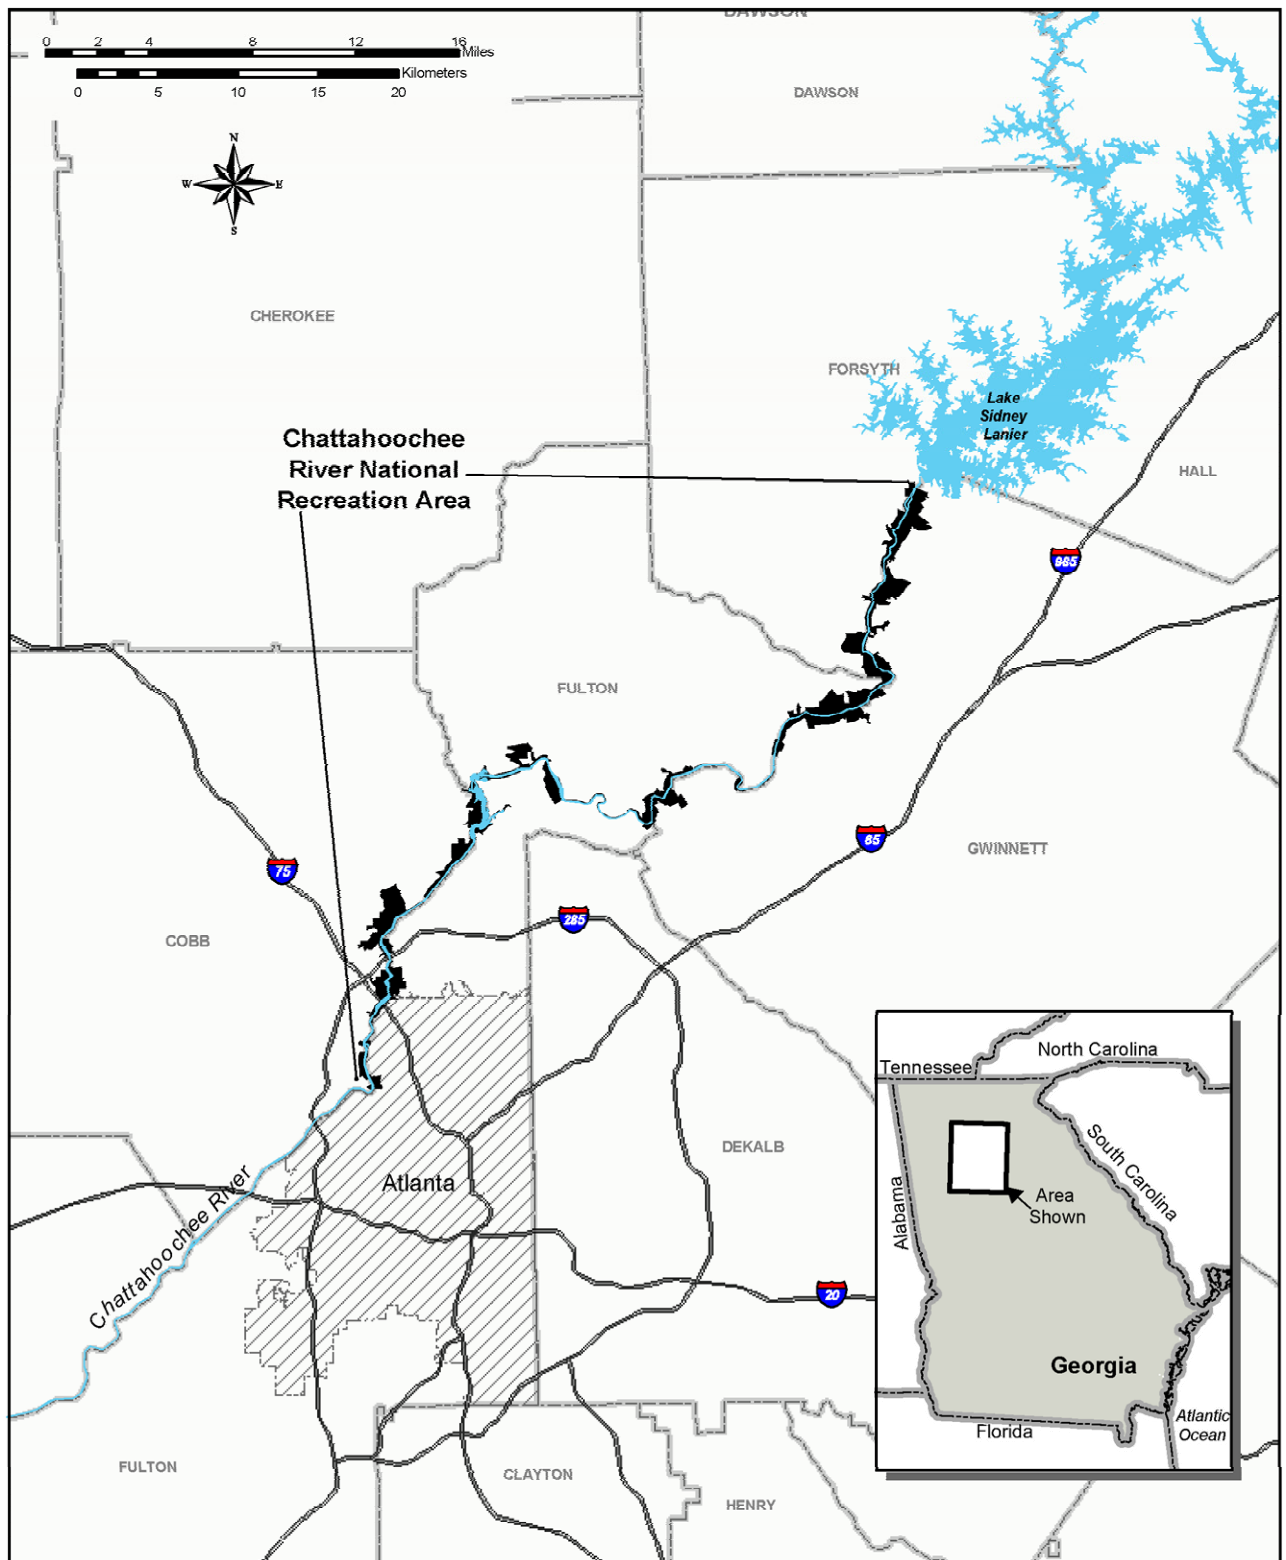 DAWSON
0 2 4 8 12 16
Miles
Kilometers
0 5 10 15 20
DAWSON
N
W E
S
CHEROKEE
FORSYTH
Lake
Sidney
Lanier
Chattahoochee
River National
Recreation Area
HALL
985
FULTON
85
GWINNETT
75
285
COBB
Tennessee
North Carolina
South Carolina
Alabama
Area
Shown
Georgia
Florida
Atlantic
Ocean
DEKALB
Atlanta
Chattahoochee River
20
FULTON
CLAYTON
HENRY